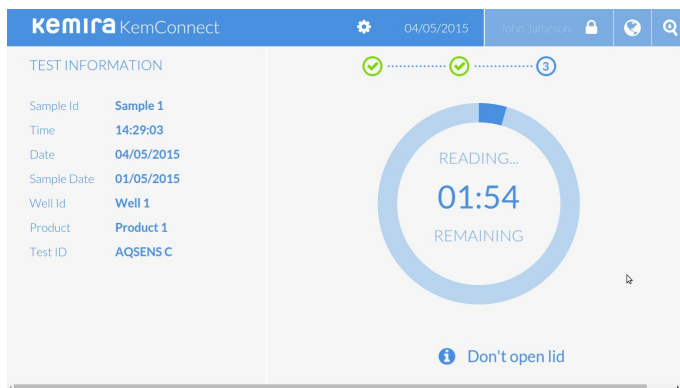 kemira KemConnect
04/05/2015
John Jameson
TEST INFORMATION
3
Sample Id Sample 1
Time 14:29:03
Date 04/05/2015
Sample Date 01/05/2015
Well Id Well 1
Product Product 1
Test ID AQSENS C
READING...
01:54
REMAINING
Don't open lid